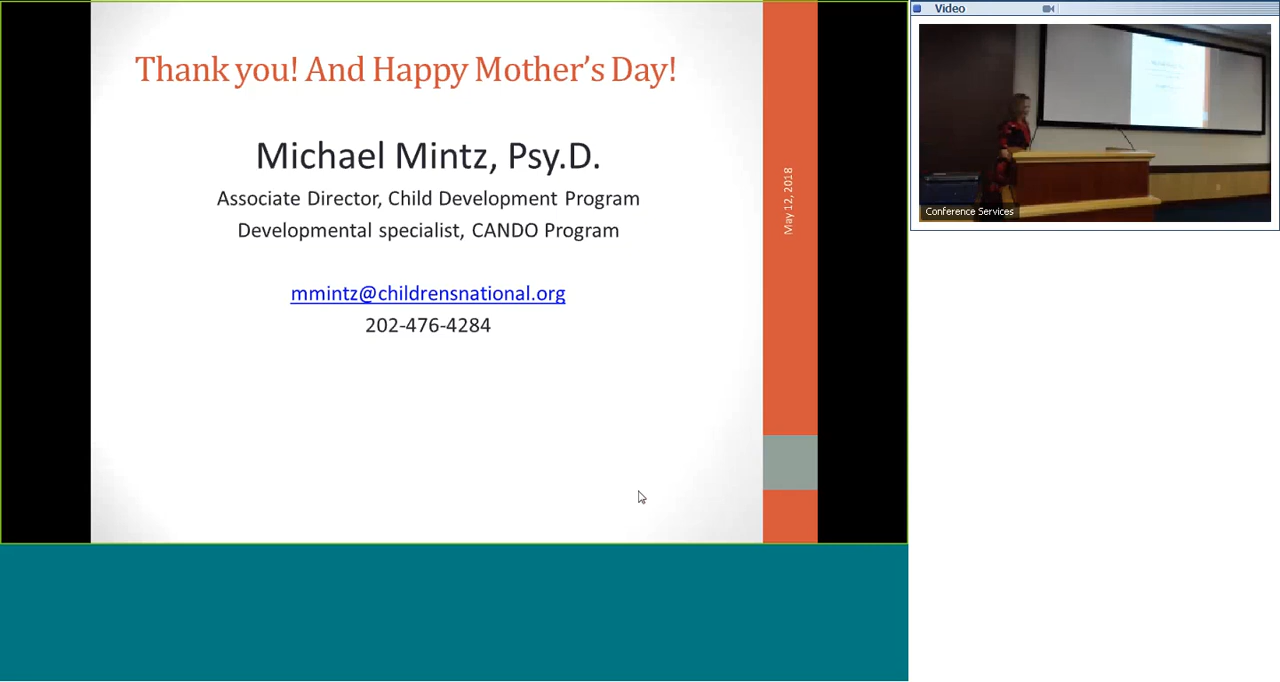 Thank you! And Happy Mother's Day!
Michael Mintz, Psy.D.
Associate Director, Child Development Program
Developmental specialist, CANDO Program
mmintz@childrensnational.org
202-476-4284
May 12, 2018
Video
Conference Services